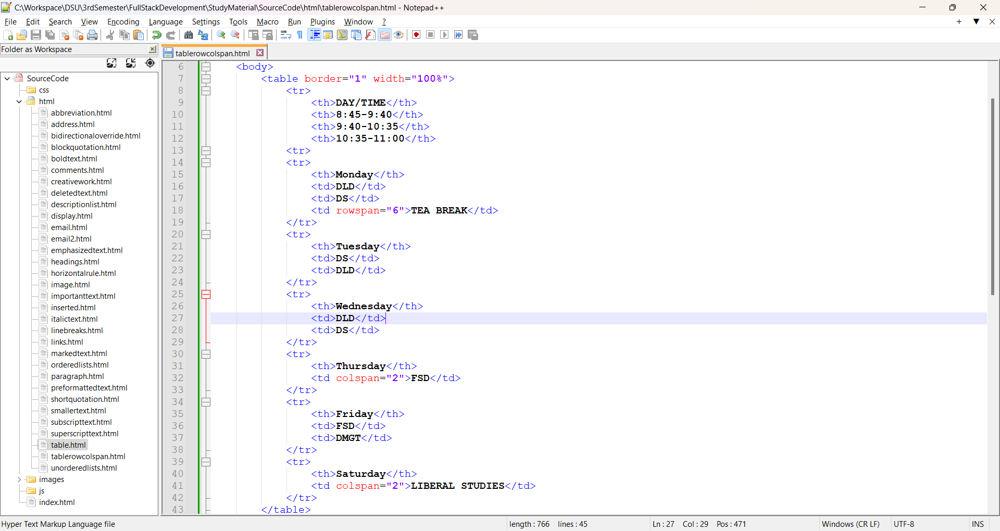 C:\Workspace\DSU\3rdSemester\FullStackDevelopment\StudyMaterial\SourceCode\html\tablerowcolspan.html - Notepad++
File Edit Search View Encoding Language Settings Tools Macro Run Plugins Window ?
Folder as Workspace
tablerowcolspan.html
SourceCode
css
html
abbreviation.html
address.html
bidirectionaloverride.html
blockquotation.html
boldtext.html
comments.html
creativework.html
deletedtext.html
descriptionlist.html
display.html
email.html
email2.html
emphasizedtext.html
headings.html
horizontalrule.html
image.html
importanttext.html
inserted.html
italictext.html
linebreaks.html
links.html
markedtext.html
orderedlists.html
paragraph.html
preformattedtext.html
shortquotation.html
smallertext.html
subscripttext.html
superscripttext.html
table.html
tablerowcolspan.html
unorderedlists.html
images
js
index.html
6 <body>
7 <table border="1" width="100%">
8 <tr>
9 <th>DAY/TIME</th>
10 <th>8:45-9:40</th>
11 <th>9:40-10:35</th>
12 <th>10:35-11:00</th>
13 <tr>
14 <tr>
15 <th>Monday</th>
16 <td>DLD</td>
17 <td>DS</td>
18 <td rowspan="6">TEA BREAK</td>
19 </tr>
20 <tr>
21 <th>Tuesday</th>
22 <td>DS</td>
23 <td>DLD</td>
24 </tr>
25 <tr>
26 <th>Wednesday</th>
27 <td>DLD</td>
28 <td>DS</td>
29 </tr>
30 <tr>
31 <th>Thursday</th>
32 <td colspan="2">FSD</td>
33 </tr>
34 <tr>
35 <th>Friday</th>
36 <td>FSD</td>
37 <td>DMGT</td>
38 </tr>
39 <tr>
40 <th>Saturday</th>
41 <td colspan="2">LIBERAL STUDIES</td>
42 </tr>
43 </table>
Hyper Text Markup Language file length : 766 lines : 45 Ln : 27 Col : 29 Pos : 471 Windows (CR LF) UTF-8 INS